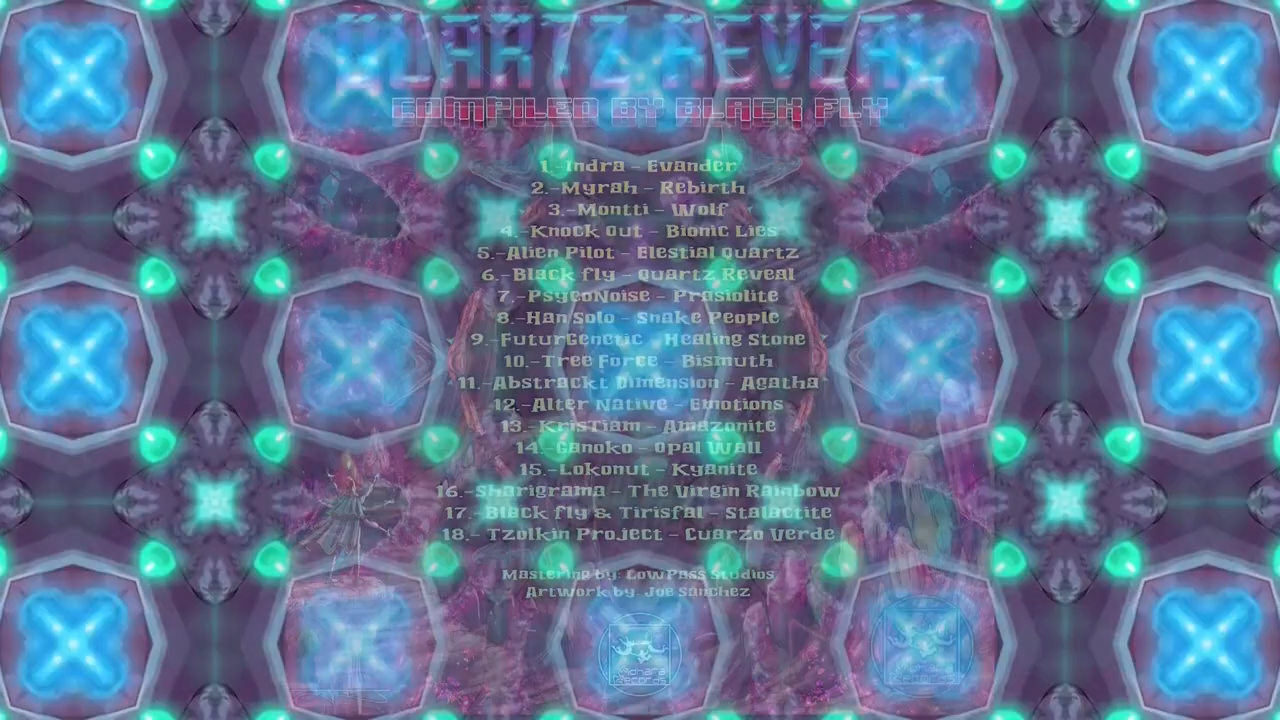 QUARTZ REVEAL
COMPILED BY BLACK FLY
1.-Indra - Evander
2.-Myrah - Rebirth
3.-Montti - Wolf
4.-Knock Out - Bionic Lies
5.-Alien Pilot - Elestial Quartz
6.-Black fly - Quartz Reveal
7.-PsycoNoise - Prasiolite
8.-Han Solo - Snake People
9.-FuturGenetic - Healing Stone
10.-Tree Force - Bismuth
11.-Abstrackt Dimension - Agatha
12.-Alter Native - Emotions
13.-KrisTiam - Amazonite
14.-Ganoko - Opal Wall
15.-Lokonut - Kyanite
16.-Sharigrama - The Virgin Rainbow
17.-Black fly & Tirisfal - Stalactite
18.- Tzolkin Project - Cuarzo Verde
Mastering by: LowPass Studios
Artwork by: Joe Sanchez
Records
Records